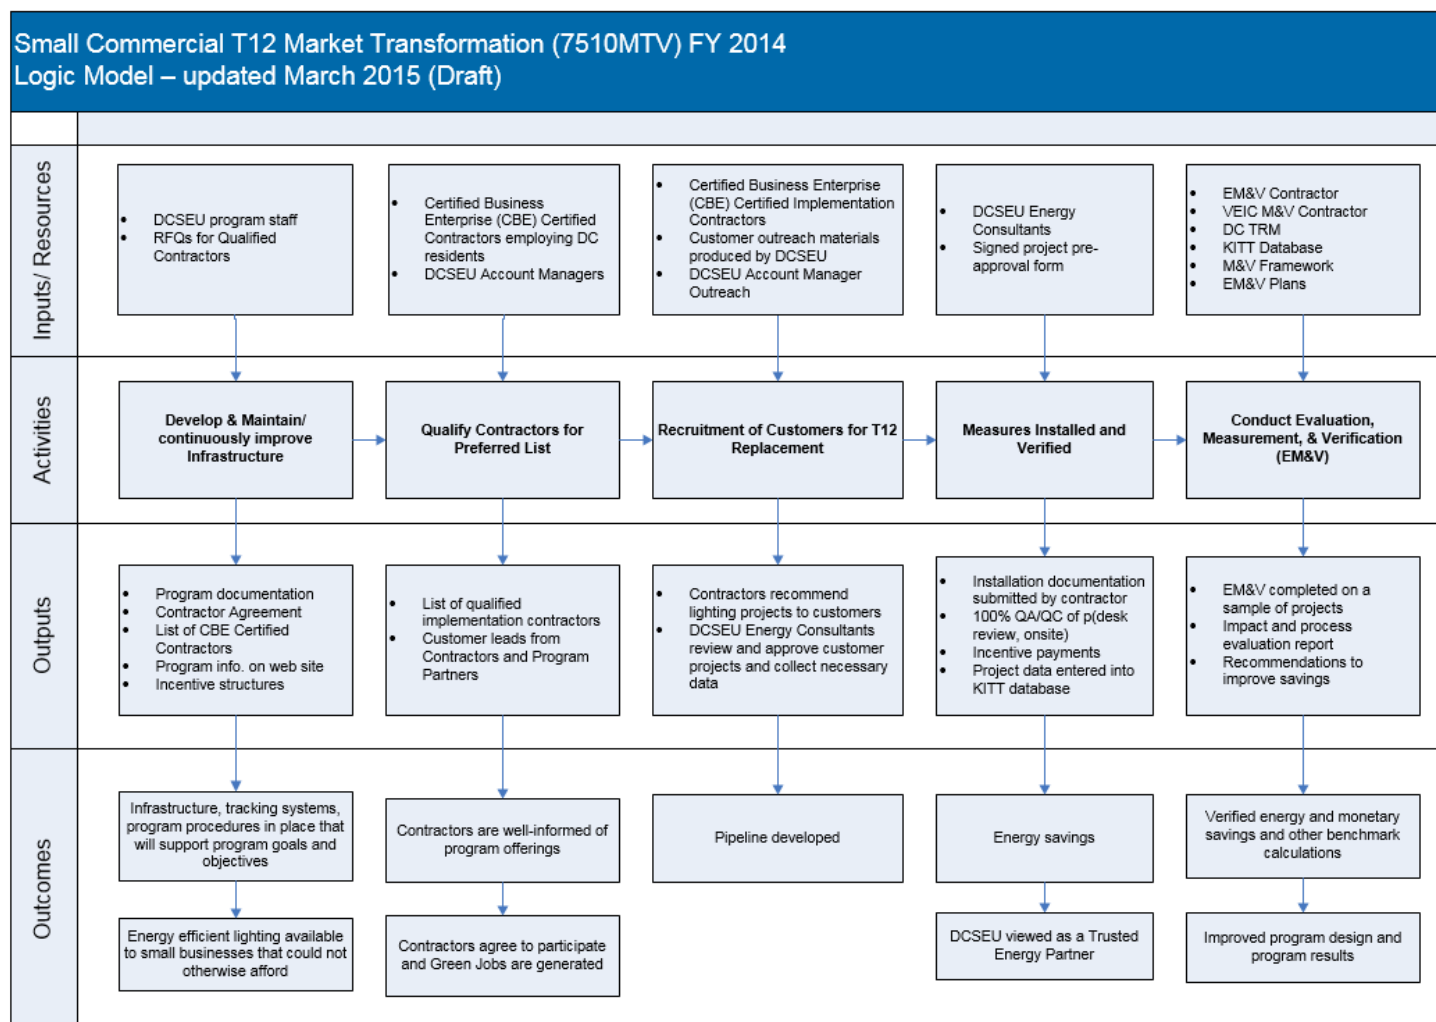 Small Commercial T12 Market Transformation (7510MTV) FY 2014
Logic Model – updated March 2015 (Draft)
Inputs/ Resources
• DCSEU program staff
• RFQs for Qualified
Contractors
• Certified Business
Enterprise (CBE) Certified
Contractors employing DC
residents
• DCSEU Account Managers
• Certified Business Enterprise
(CBE) Certified Implementation
Contractors
• Customer outreach materials
produced by DCSEU
• DCSEU Account Manager
Outreach
• DCSEU Energy
Consultants
• Signed project pre-
approval form
• EM&V Contractor
• VEIC M&V Contractor
• DC TRM
• KITT Database
• M&V Framework
• EM&V Plans
Activities
Develop & Maintain/
continuously improve
Infrastructure
Qualify Contractors for
Preferred List
Recruitment of Customers for T12
Replacement
Measures Installed and
Verified
Conduct Evaluation,
Measurement, & Verification
(EM&V)
Outputs
• Program documentation
• Contractor Agreement
• List of CBE Certified
Contractors
• Program info. on web site
• Incentive structures
• List of qualified
implementation contractors
• Customer leads from
Contractors and Program
Partners
• Contractors recommend
lighting projects to customers
• DCSEU Energy Consultants
review and approve customer
projects and collect necessary
data
• Installation documentation
submitted by contractor
• 100% QA/QC of p(desk
review, onsite)
• Incentive payments
• Project data entered into
KITT database
• EM&V completed on a
sample of projects
• Impact and process
evaluation report
• Recommendations to
improve savings
Outcomes
Infrastructure, tracking systems,
program procedures in place that
will support program goals and
objectives
Contractors are well-informed of
program offerings
Pipeline developed
Energy savings
Verified energy and monetary
savings and other benchmark
calculations
Energy efficient lighting available
to small businesses that could not
otherwise afford
Contractors agree to participate
and Green Jobs are generated
DCSEU viewed as a Trusted
Energy Partner
Improved program design and
program results